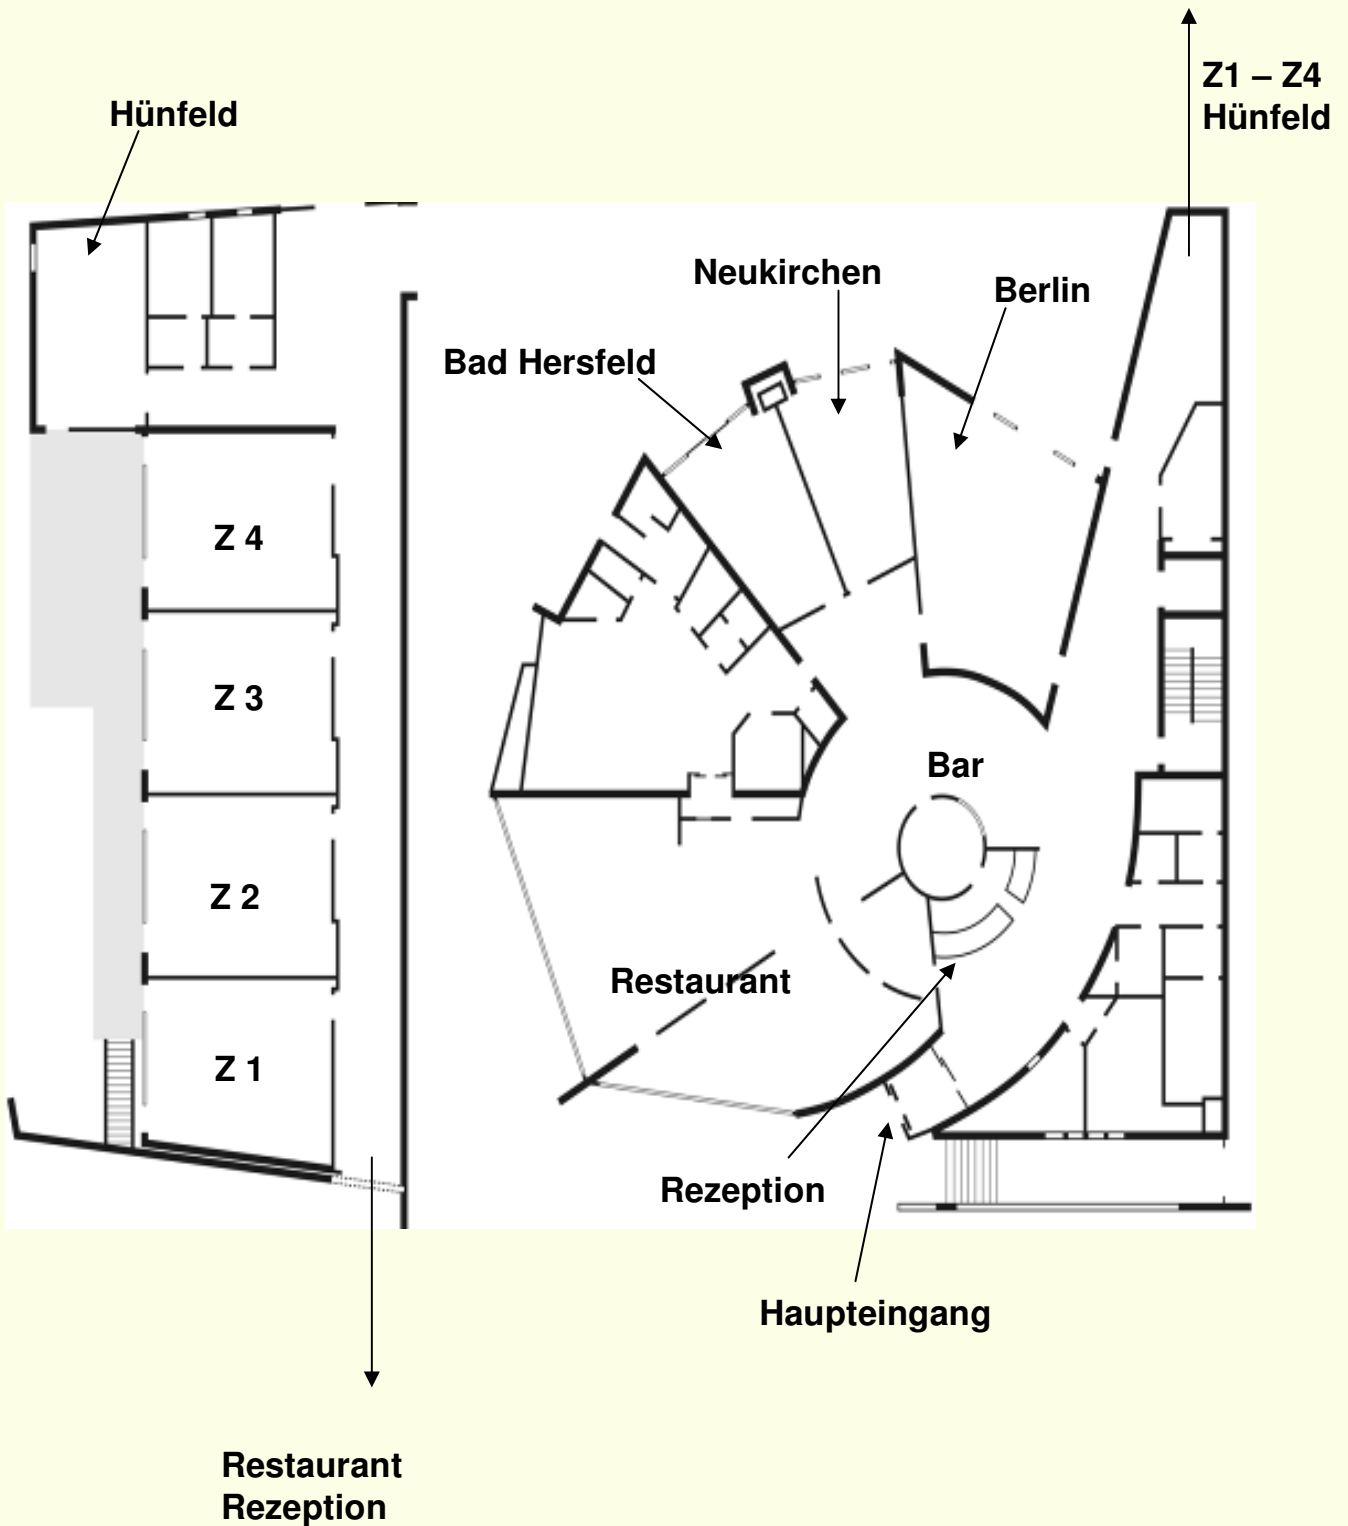 Z1 – Z4
Hünfeld
Hünfeld
Neukirchen
Berlin
Bad Hersfeld
Z 4
Z 3
Bar
Z 2
Restaurant
Z 1
Rezeption
Haupteingang
Restaurant
Rezeption